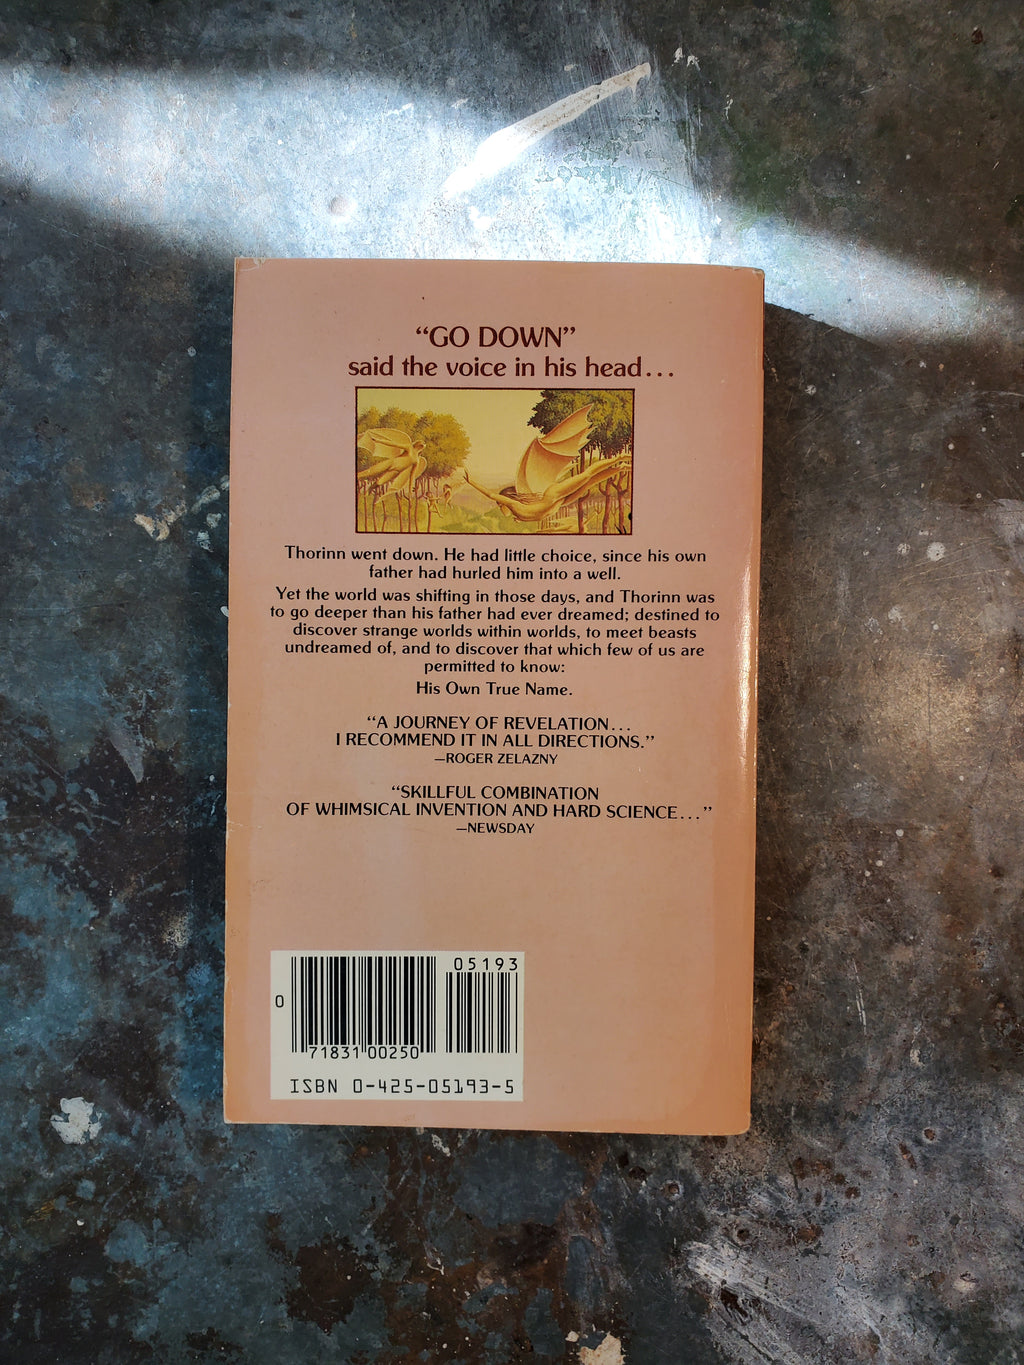 “GO DOWN”
said the voice in his head...
Thorinn went down. He had little choice, since his own
father had hurled him into a well.
Yet the world was shifting in those days, and Thorinn was
to go deeper than his father had ever dreamed; destined to
discover strange worlds within worlds, to meet beasts
undreamed of, and to discover that which few of us are
permitted to know:
His Own True Name.
“A JOURNEY OF REVELATION...
I RECOMMEND IT IN ALL DIRECTIONS.”
—ROGER ZELAZNY
“SKILLFUL COMBINATION
OF WHIMSICAL INVENTION AND HARD SCIENCE...”
—NEWSDAY
05193
0
71831 00250
ISBN 0-425-05193-5